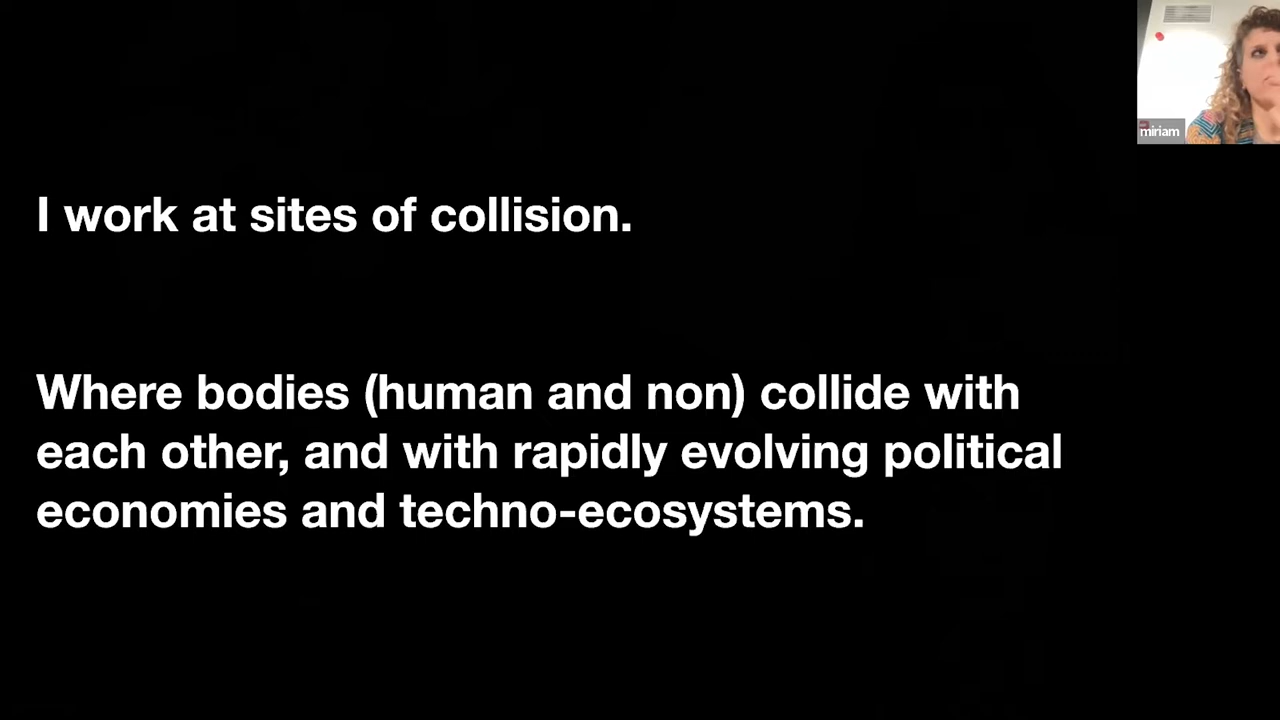 miriam
I work at sites of collision.
Where bodies (human and non) collide with
each other, and with rapidly evolving political
economies and techno-ecosystems.